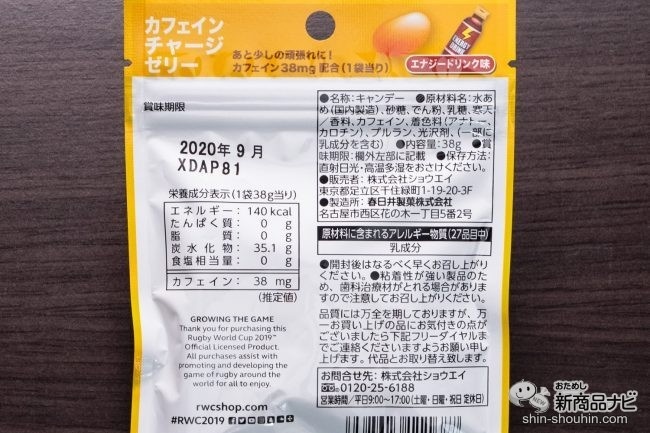 カフェイン
チャージ
ゼリー
あと少しの頑張れに！
カフェイン38mg配合（1袋当り）
ENERGY
DRINK
エナジードリンク味
賞味期限
2020年 9月
XDAP81
栄養成分表示（1袋38g当り）
エネルギー：140kcal
たんぱく質： 0 g
脂質： 0 g
炭水化物：35.1 g
食塩相当量： 0 g
カフェイン： 38 mg
（推定値）
GROWING THE GAME
Thank you for purchasing this
Rugby World Cup 2019™
Official Licensed Product.
All purchases assist with
promoting and developing the
game of rugby around the
world for all to enjoy.
rwcshop.com
#RWC2019
●名称：キャンデー ●原材料名：水
あめ（国内製造）、砂糖、でん粉、乳糖、寒天
／香料、カフェイン、着色料（アナトー、
カロチン）、プルラン、光沢剤、（一部に
乳成分を含む） ●内容量：38g ●賞
味期限：欄外左部に記載 ●保存方法：
直射日光・高温多湿をおさけください。
●販売者：株式会社ショウエイ
東京都足立区千住緑町1-19-20-3F
●製造所：春日井製菓株式会社
名古屋市西区花の木一丁目5番2号
原材料に含まれるアレルギー物質（27品目中）
乳成分
●開封後はなるべく早くお召し上がり
ください。 ●粘着性が強い製品のた
め、歯科治療材がとれる場合がありま
すので注意してお召し上がりください。
品質には万全を期しておりますが、万
一お買い上げの品にお気付きの点が
ございましたら下記フリーダイヤルま
でご連絡くださいますようお願い申し
上げます。代品とお取り替え致します。
お問合せ先：株式会社ショウエイ
0120-25-6188
営業時間／平日9:00〜17:00（土曜・日曜・祝日 定休日）
おためし
新商品ナビ
shin-shouhin.com